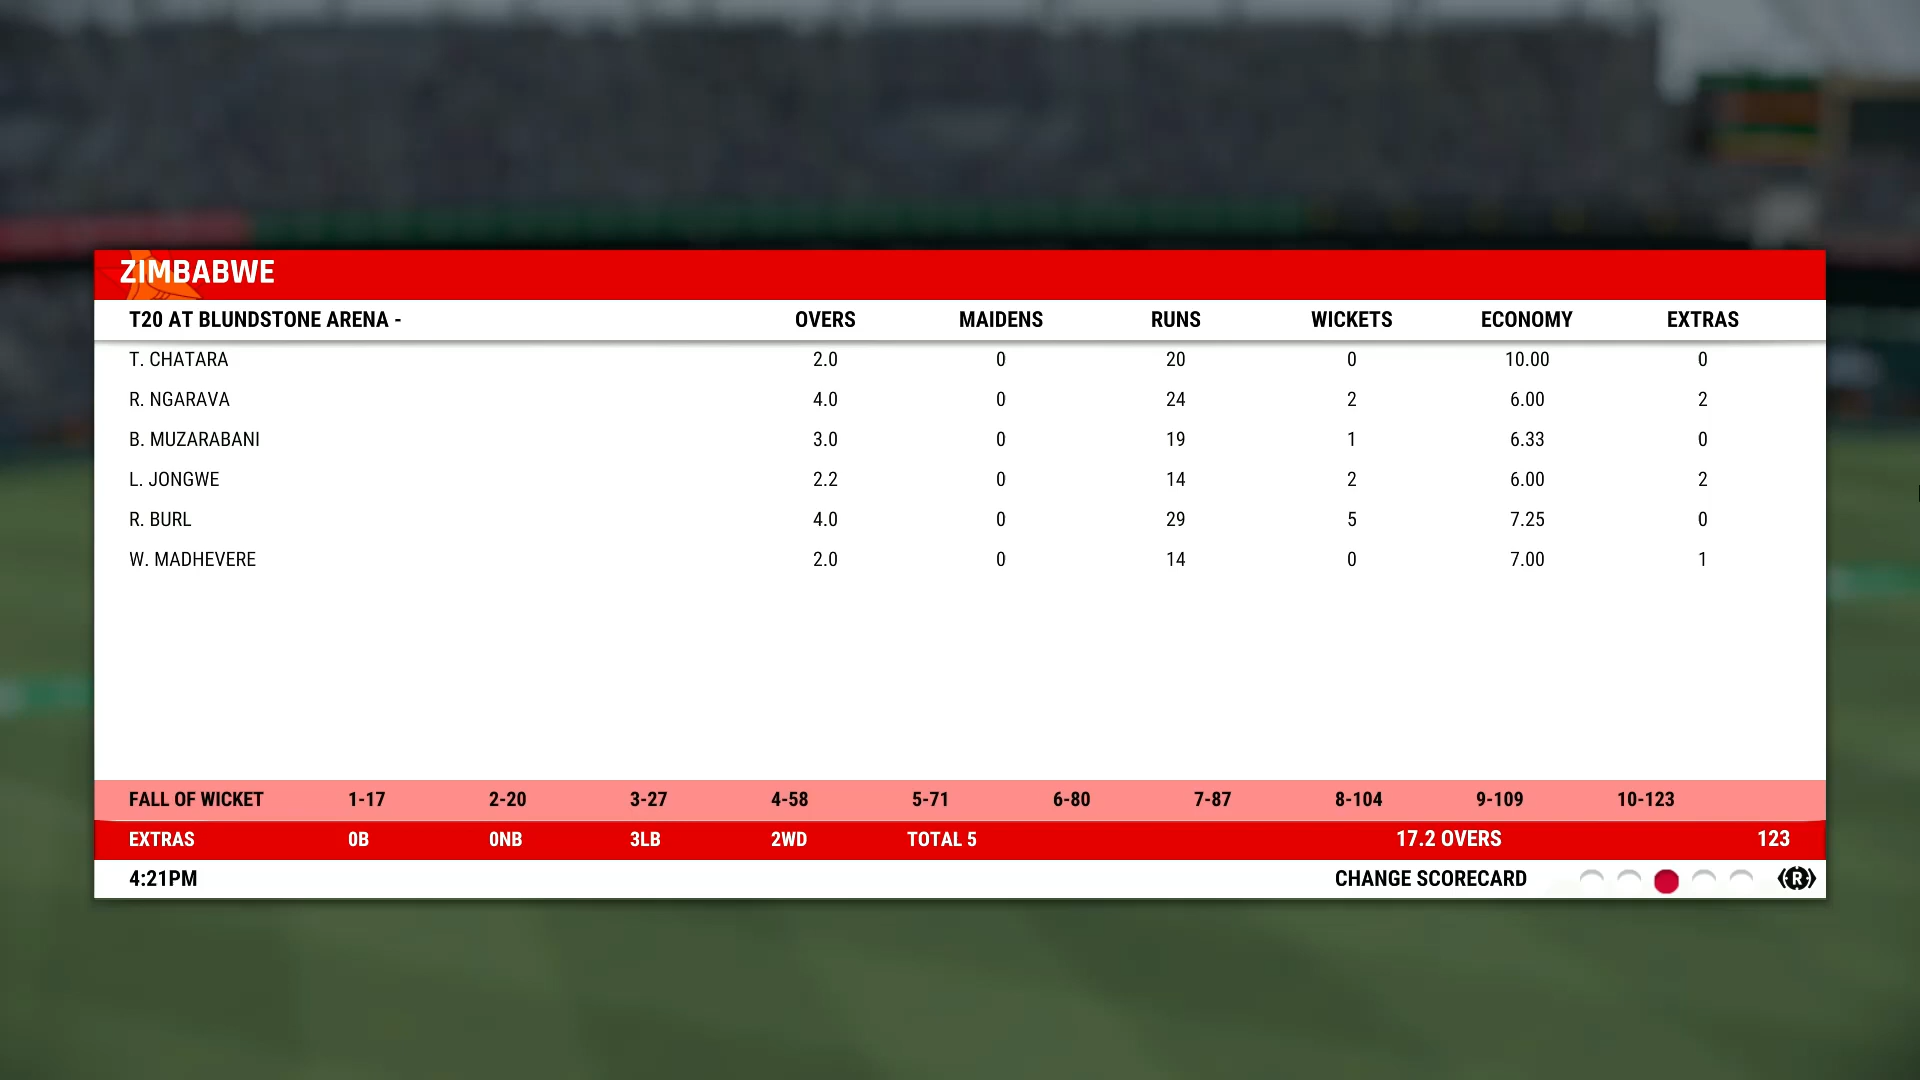 ZIMBABWE
T20 AT BLUNDSTONE ARENA - OVERS MAIDENS RUNS WICKETS ECONOMY EXTRAS
T. CHATARA 2.0 0 20 0 10.00 0
R. NGARAVA 4.0 0 24 2 6.00 2
B. MUZARABANI 3.0 0 19 1 6.33 0
L. JONGWE 2.2 0 14 2 6.00 2
R. BURL 4.0 0 29 5 7.25 0
W. MADHEVERE 2.0 0 14 0 7.00 1
FALL OF WICKET 1-17 2-20 3-27 4-58 5-71 6-80 7-87 8-104 9-109 10-123
EXTRAS 0B 0NB 3LB 2WD TOTAL 5 17.2 OVERS 123
4:21PM CHANGE SCORECARD R